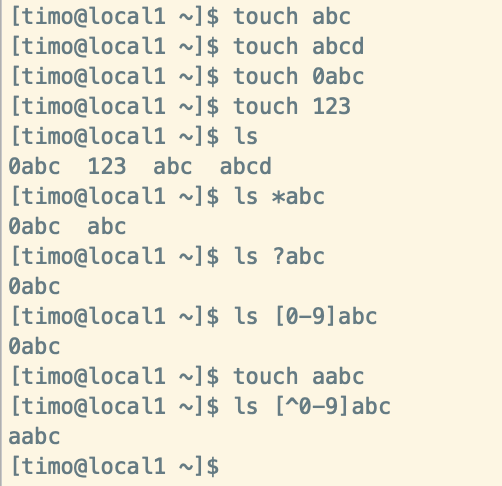 [timo@local1 ~]$ touch abc
[timo@local1 ~]$ touch abcd
[timo@local1 ~]$ touch 0abc
[timo@local1 ~]$ touch 123
[timo@local1 ~]$ ls
0abc  123  abc  abcd
[timo@local1 ~]$ ls *abc
0abc  abc
[timo@local1 ~]$ ls ?abc
0abc
[timo@local1 ~]$ ls [0-9]abc
0abc
[timo@local1 ~]$ touch aabc
[timo@local1 ~]$ ls [^0-9]abc
aabc
[timo@local1 ~]$